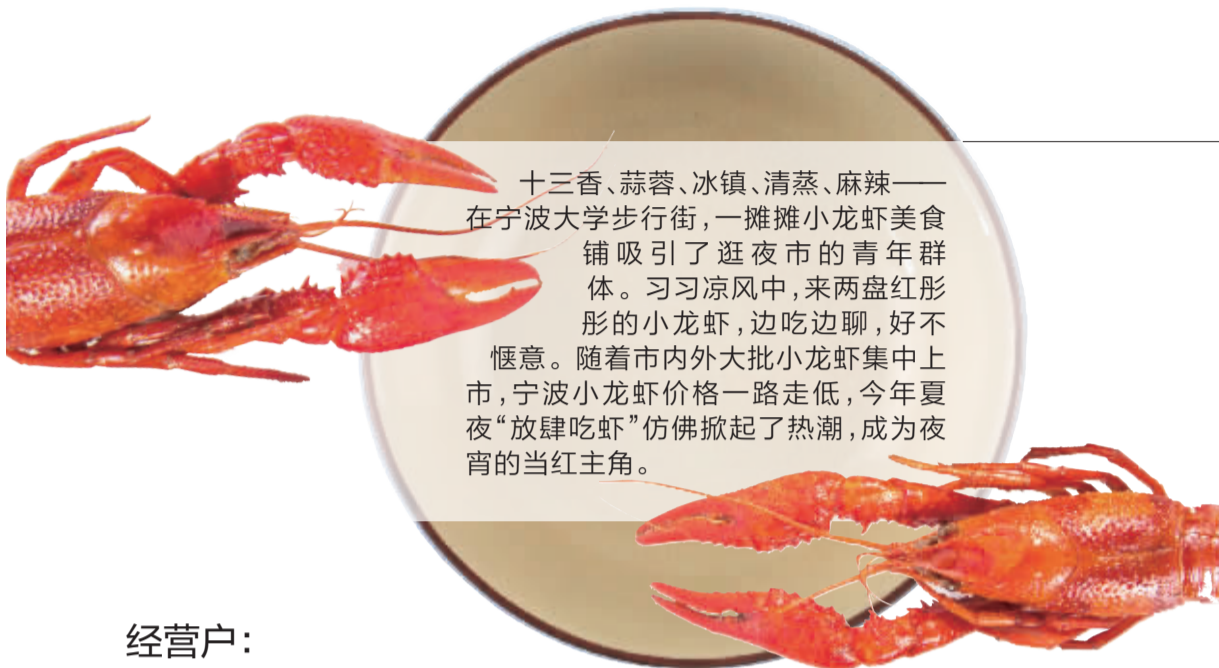 十三香、蒜蓉、冰镇、清蒸、麻辣——
在宁波大学步行街，一摊摊小龙虾美食
铺吸引了逛夜市的青年群
体。习习凉风中，来两盘红彤
彤的小龙虾，边吃边聊，好不
惬意。随着市内外大批小龙虾集中上
市，宁波小龙虾价格一路走低，今年夏
夜“放肆吃虾”仿佛掀起了热潮，成为夜
宵的当红主角。
经营户：